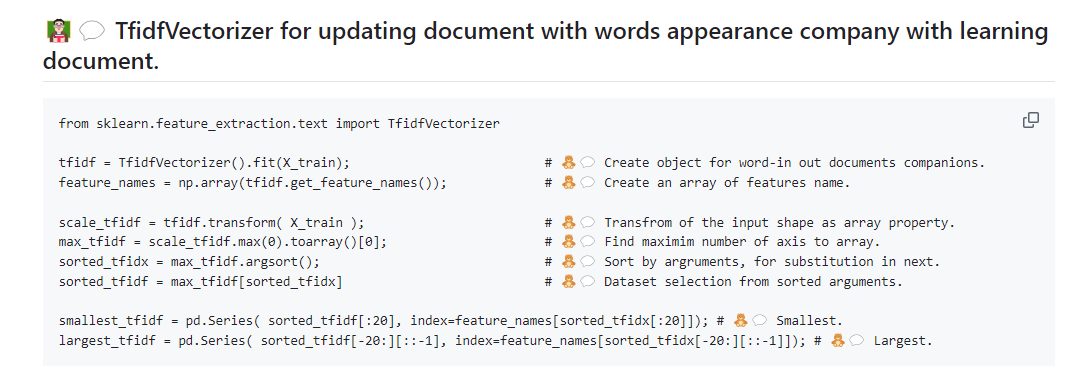 👨🏻‍🏫💬 TfidfVectorizer for updating document with words appearance company with learning
document.
from sklearn.feature_extraction.text import TfidfVectorizer
tfidf = TfidfVectorizer().fit(X_train); # 🧸💬 Create object for word-in out documents companions.
feature_names = np.array(tfidf.get_feature_names()); # 🧸💬 Create an array of features name.
scale_tfidf = tfidf.transform( X_train ); # 🧸💬 Transfrom of the input shape as array property.
max_tfidf = scale_tfidf.max(0).toarray()[0]; # 🧸💬 Find maximim number of axis to array.
sorted_tfidx = max_tfidf.argsort(); # 🧸💬 Sort by argruments, for substitution in next.
sorted_tfidf = max_tfidf[sorted_tfidx] # 🧸💬 Dataset selection from sorted arguments.
smallest_tfidf = pd.Series( sorted_tfidf[:20], index=feature_names[sorted_tfidx[:20]]); # 🧸💬 Smallest.
largest_tfidf = pd.Series( sorted_tfidf[-20:][::-1], index=feature_names[sorted_tfidx[-20:][::-1]]); # 🧸💬 Largest.